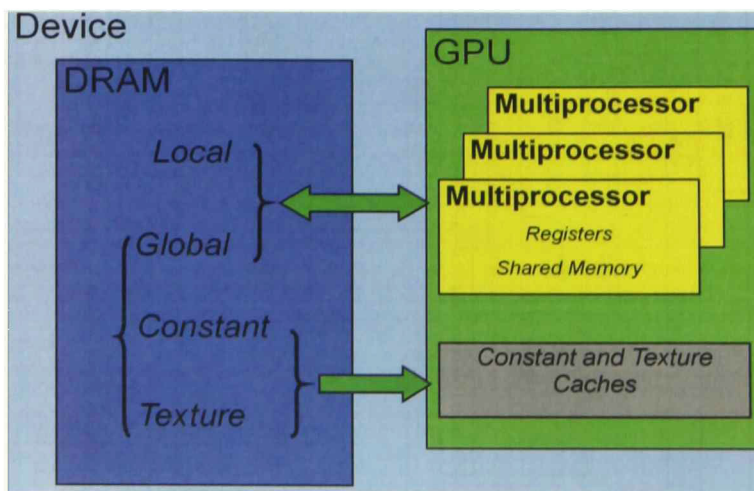 Device
DRAM
Local
Global
Constant
Texture
GPU
Multiprocessor
Multiprocessor
Multiprocessor
Registers
Shared Memory
Constant and Texture
Caches